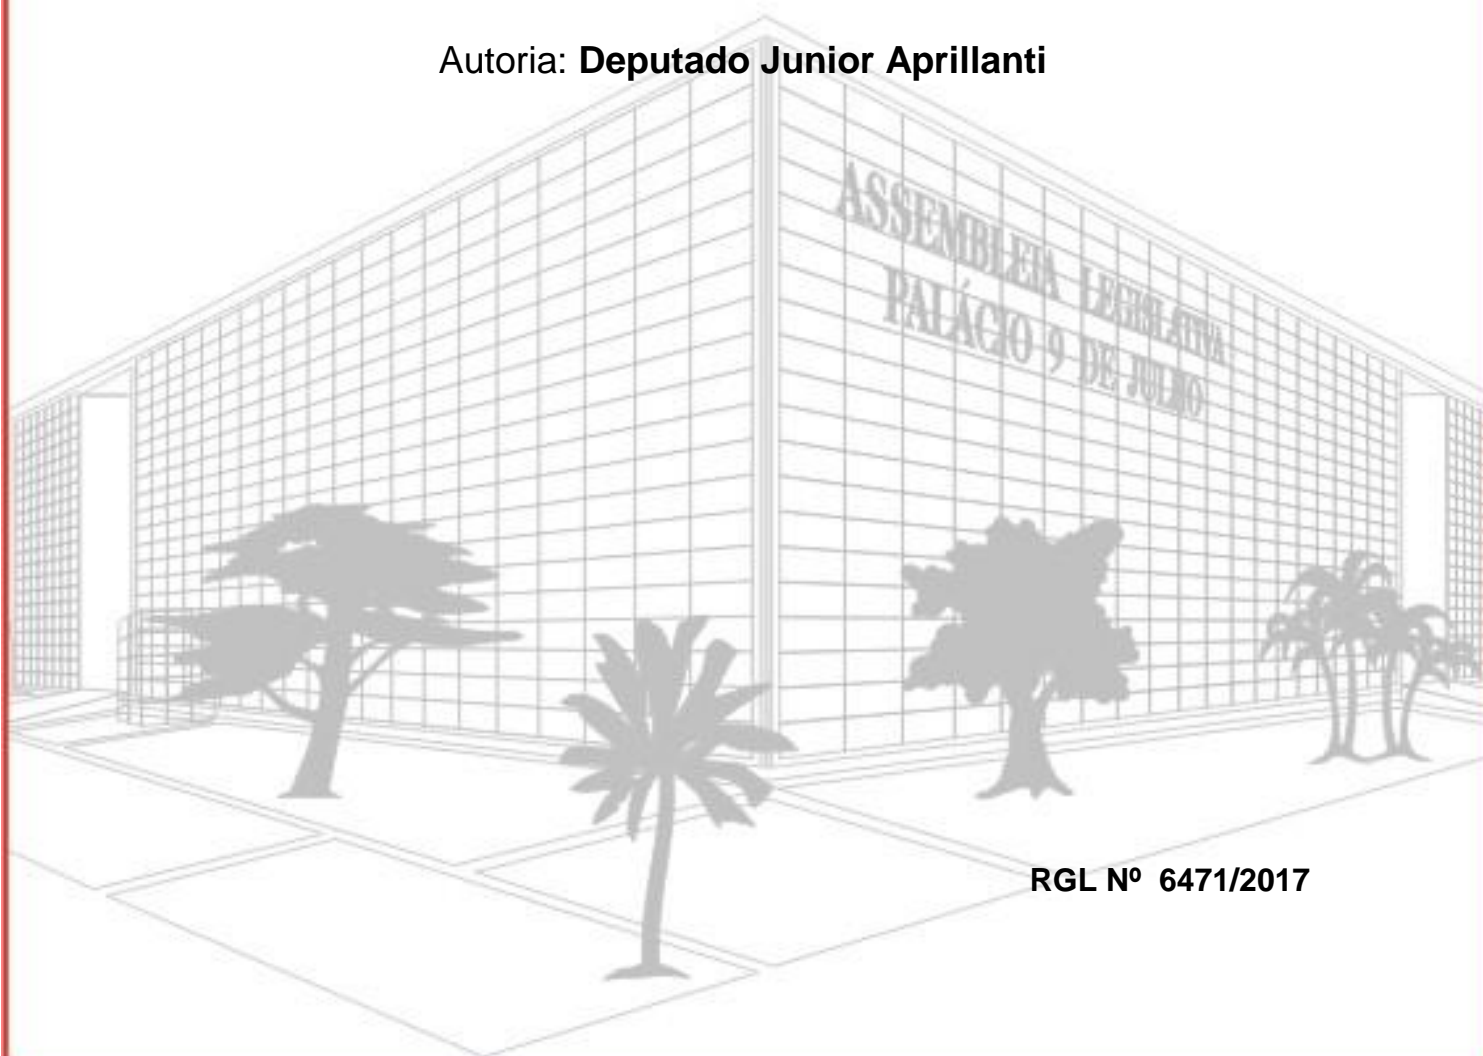 Autoria: Deputado Junior Aprillanti
ASSEMBLEIA LEGISLATIVA
PALÁCIO 9 DE JULHO
RGL Nº 6471/2017